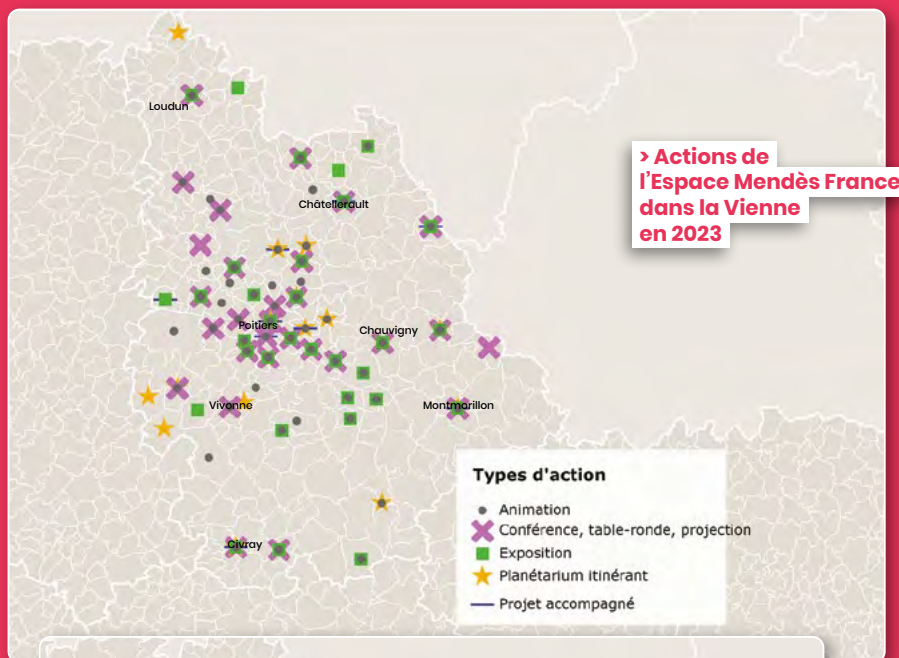 Loudun
> Actions de
l'Espace Mendès France
dans la Vienne
en 2023
Châtellerault
Poitiers
Chauvigny
Vivonne
Montmorillon
Civray
Types d'action
Animation
Conférence, table-ronde, projection
Exposition
Planétarium itinérant
Projet accompagné